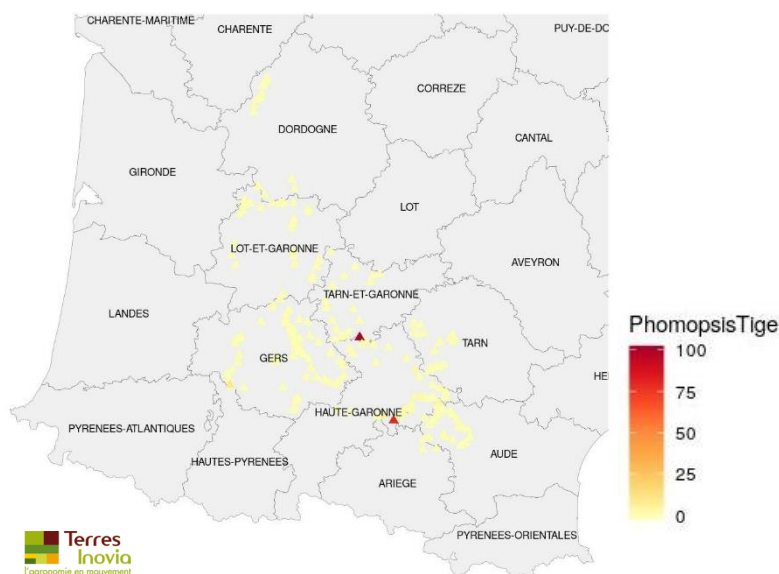 CHARENTE-MARITIME
CHARENTE
PUY-DE-DO
CORREZE
DORDOGNE
CANTAL
GIRONDE
LOT
LOT-ET-GARONNE
AVEYRON
TARN-ET-GARONNE
LANDES
PhomopsisTige
TARN
100
GERS
HE
75
HAUTE-GARONNE
PYRENEES-ATLANTIQUES
50
AUDE
HAUTES-PYRENEES
25
ARIEGE
0
PYRENEES-ORIENTALES
Terres
Inovia
l'agronomie en mouvement